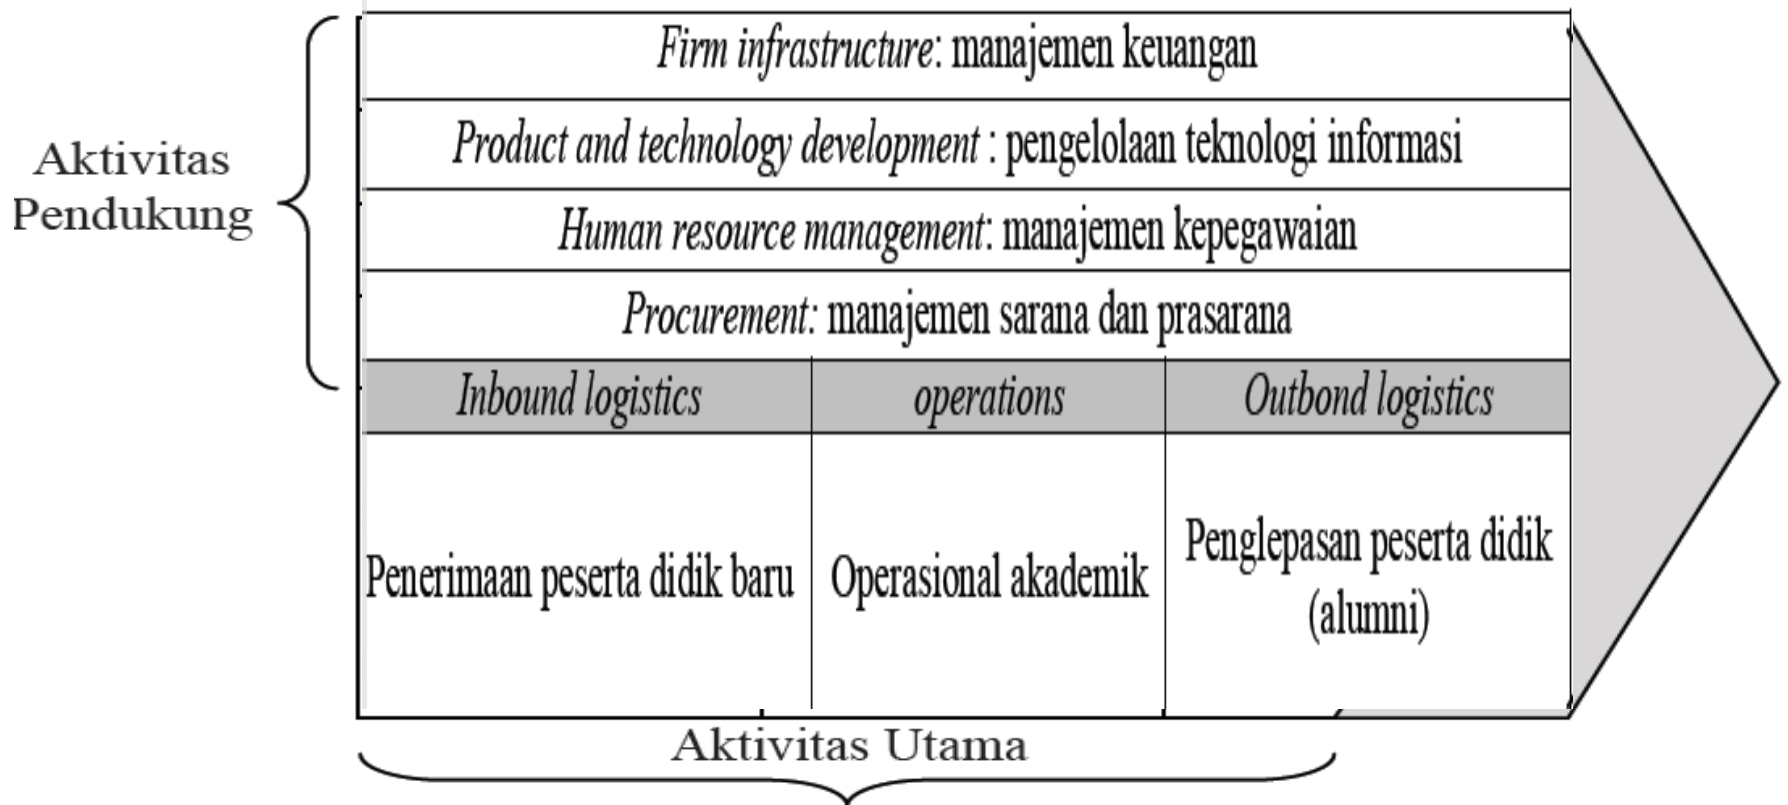 Firm infrastructure: manajemen keuangan
Product and technology development : pengelolaan teknologi informasi
Aktivitas
Pendukung
Human resource management: manajemen kepegawaian
Procurement: manajemen sarana dan prasarana
Inbound logistics
operations
Outbond logistics
Penerimaan peserta didik baru
Operasional akademik
Penglepasan peserta didik
(alumni)
Aktivitas Utama